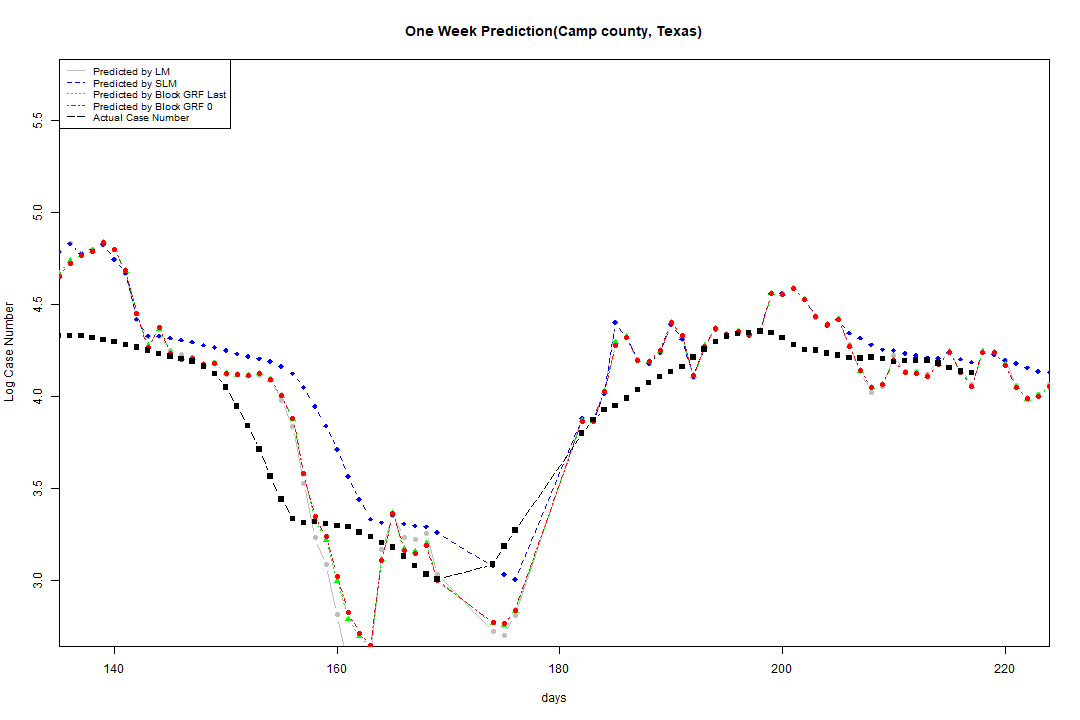 One Week Prediction(Camp county, Texas)
Predicted by LM
Predicted by SLM
Predicted by Block GRF Last
Predicted by Block GRF 0
Actual Case Number
5.5
5.0
4.5
4.0
3.5
3.0
Log Case Number
140 160 180 200 220
days